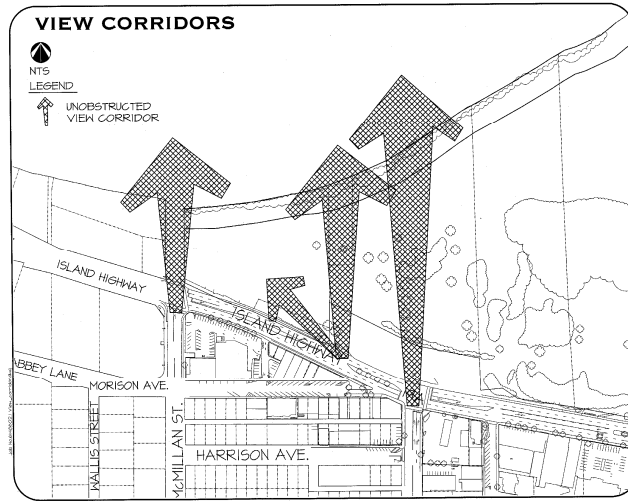 VIEW CORRIDORS
NTS
LEGEND
UNOBSTRUCTED
VIEW CORRIDOR
ISLAND HIGHWAY
ISLAND HIGHWAY
ABBEY LANE
MORISON AVE.
WALLIS STREET
MCMILLAN ST.
HARRISON AVE.